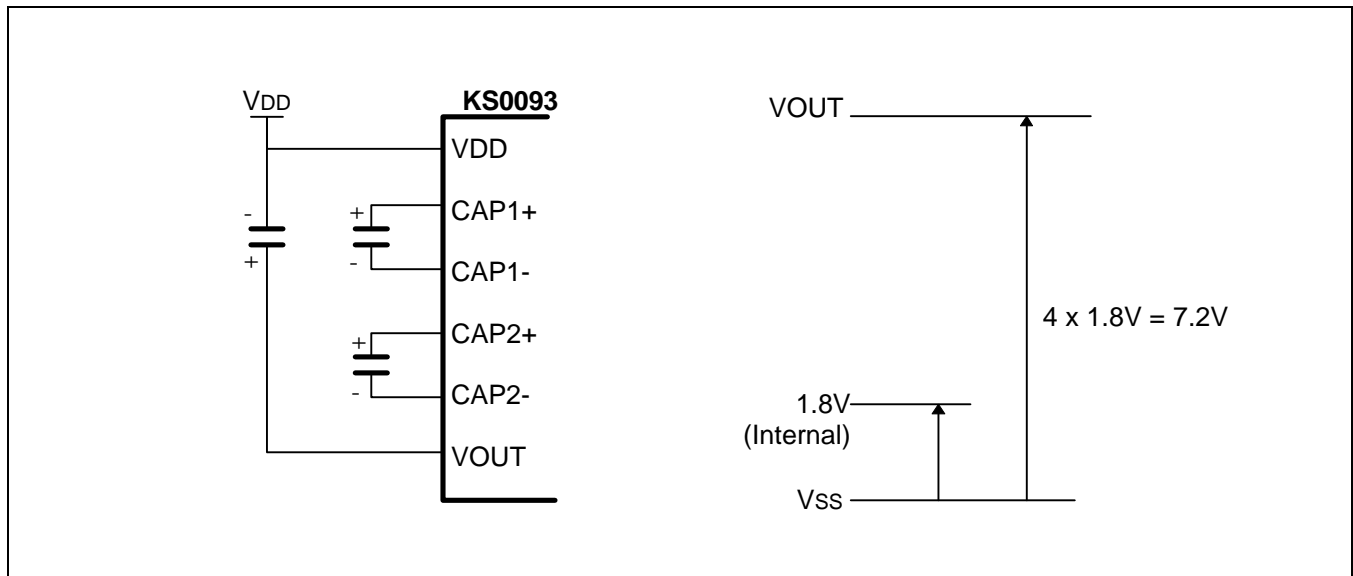 VDD
KS0093
VDD
-
+
+
CAP1+
-
CAP1-
+
CAP2+
-
CAP2-
VOUT
VOUT
4 x 1.8V = 7.2V
1.8V
(Internal)
VSS